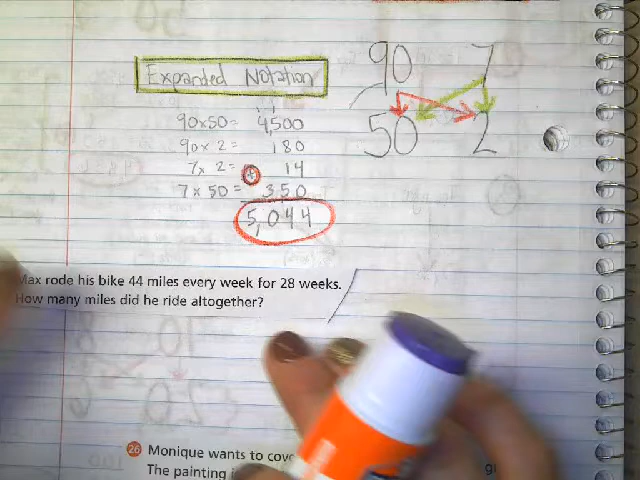 Expanded Notation
90 7
50 2
90x50= 4,500
90x 2= 180
7x 2= 14
+
7 x 50 = 350
5,044
Max rode his bike 44 miles every week for 28 weeks.
How many miles did he ride altogether?
26 Monique wants to cove
The painting i